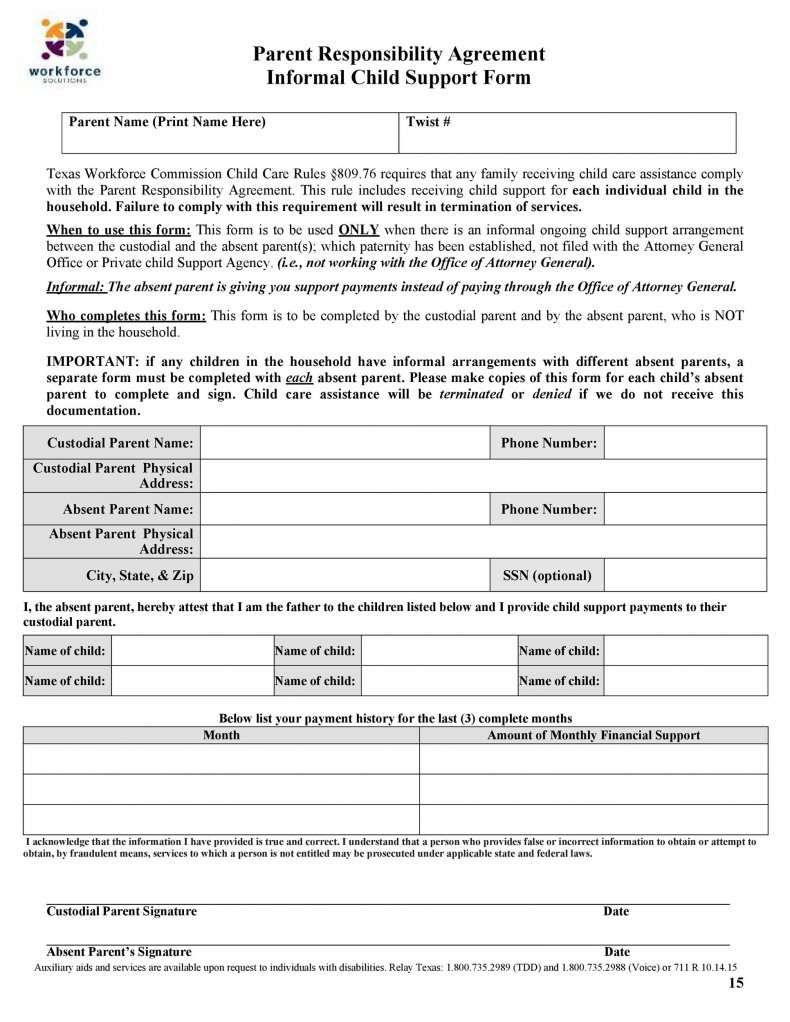 workforce
SOLUTIONS
Parent Responsibility Agreement
Informal Child Support Form
Parent Name (Print Name Here) Twist #
Texas Workforce Commission Child Care Rules §809.76 requires that any family receiving child care assistance comply
with the Parent Responsibility Agreement. This rule includes receiving child support for each individual child in the
household. Failure to comply with this requirement will result in termination of services.
When to use this form: This form is to be used ONLY when there is an informal ongoing child support arrangement
between the custodial and the absent parent(s); which paternity has been established, not filed with the Attorney General
Office or Private child Support Agency. (i.e., not working with the Office of Attorney General).
Informal: The absent parent is giving you support payments instead of paying through the Office of Attorney General.
Who completes this form: This form is to be completed by the custodial parent and by the absent parent, who is NOT
living in the household.
IMPORTANT: if any children in the household have informal arrangements with different absent parents, a
separate form must be completed with each absent parent. Please make copies of this form for each child's absent
parent to complete and sign. Child care assistance will be terminated or denied if we do not receive this
documentation.
Custodial Parent Name: Phone Number:
Custodial Parent Physical
Address:
Absent Parent Name: Phone Number:
Absent Parent Physical
Address:
City, State, & Zip SSN (optional)
I, the absent parent, hereby attest that I am the father to the children listed below and I provide child support payments to their
custodial parent.
Name of child: Name of child: Name of child:
Name of child: Name of child: Name of child:
Below list your payment history for the last (3) complete months
Month Amount of Monthly Financial Support
I acknowledge that the information I have provided is true and correct. I understand that a person who provides false or incorrect information to obtain or attempt to
obtain, by fraudulent means, services to which a person is not entitled may be prosecuted under applicable state and federal laws.
Custodial Parent Signature Date
Absent Parent's Signature Date
Auxiliary aids and services are available upon request to individuals with disabilities. Relay Texas: 1.800.735.2989 (TDD) and 1.800.735.2988 (Voice) or 711 R 10.14.15
15